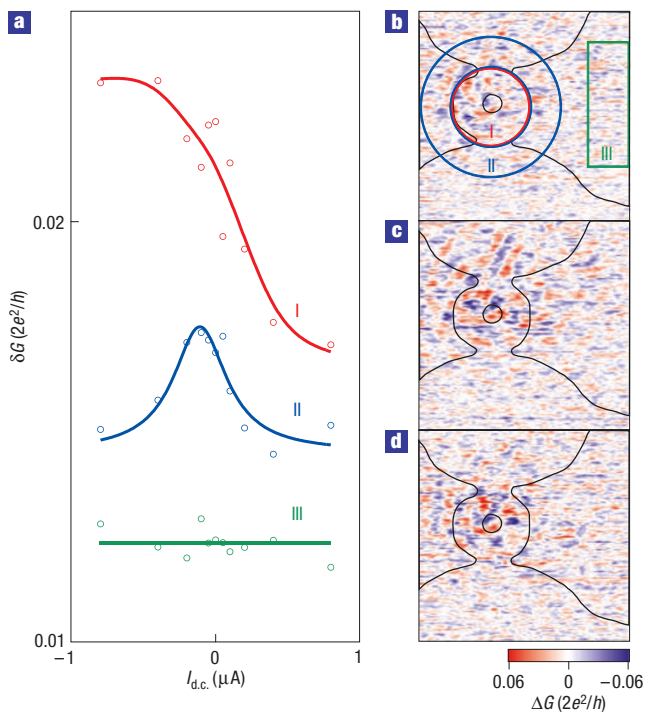 a
δG (2e²/h)
0.02
0.01
−1
0
1
I d.c. (μA)
I
II
III
b
I
II
III
c
d
0.06
0
−0.06
ΔG (2e²/h)